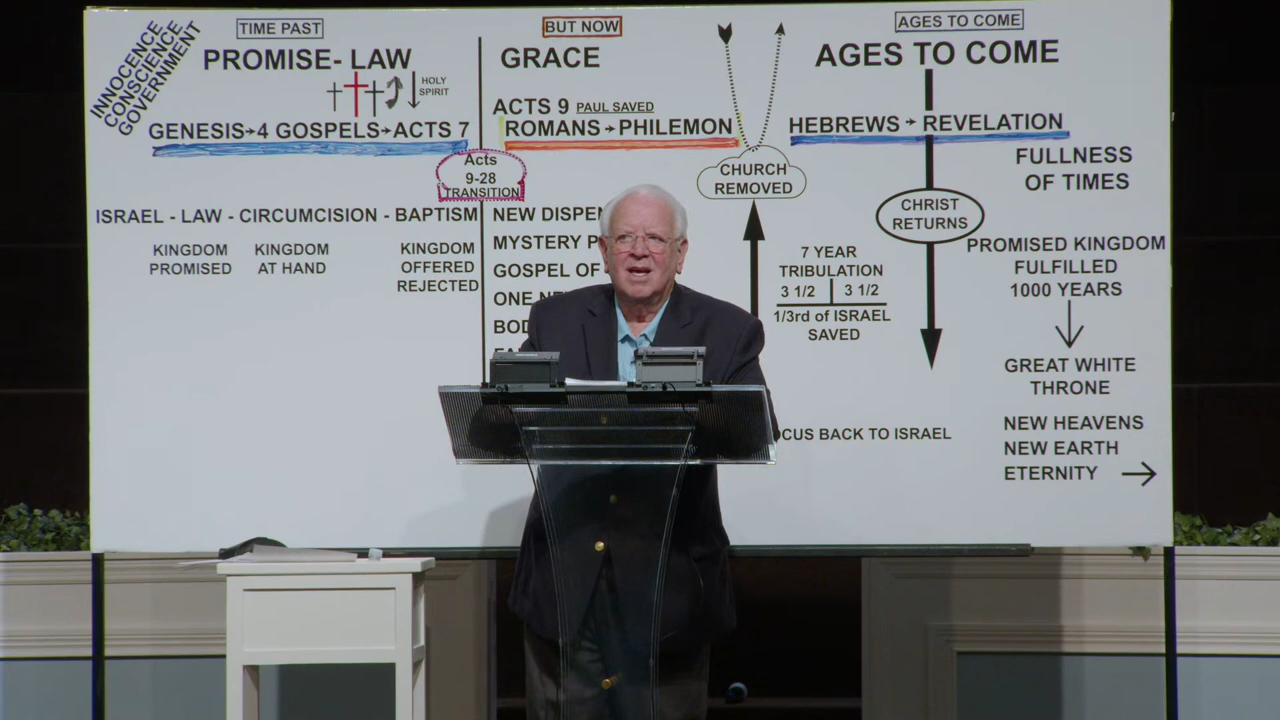 INNOCENCE
CONSCIENCE
GOVERNMENT
TIME PAST
PROMISE- LAW
HOLY
SPIRIT
GENESIS→4 GOSPELS→ACTS 7
ISRAEL - LAW - CIRCUMCISION - BAPTISM
KINGDOM
PROMISED
KINGDOM
AT HAND
KINGDOM
OFFERED
REJECTED
Acts
9-28
TRANSITION
BUT NOW
GRACE
ACTS 9 PAUL SAVED
ROMANS→PHILEMON
NEW
MYSTERY
GOSPEL OF
ONE
CHURCH
REMOVED
AGES TO COME
AGES TO COME
HEBREWS→REVELATION
CHRIST
RETURNS
7 YEAR
TRIBULATION
3 1/2 3 1/2
1/3rd of ISRAEL
SAVED
BACK TO ISRAEL
FULLNESS
OF TIMES
PROMISED KINGDOM
FULFILLED
1000 YEARS
GREAT WHITE
THRONE
NEW HEAVENS
NEW EARTH
ETERNITY →